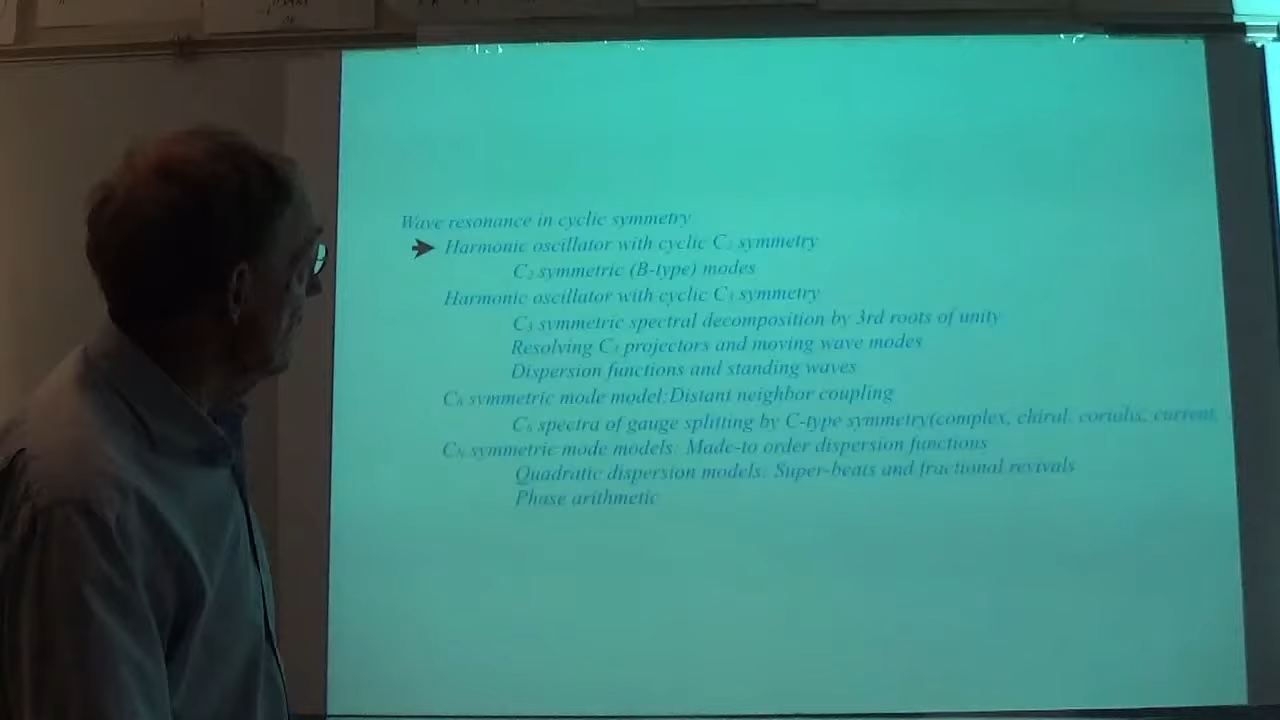 Wave resonance in cyclic symmetry
Harmonic oscillator with cyclic C₂ symmetry
C₂ symmetric (B-type) modes
Harmonic oscillator with cyclic C₃ symmetry
C₃ symmetric spectral decomposition by 3rd roots of unity
Resolving C₃ projectors and moving wave modes
Dispersion functions and standing waves
C₆ symmetric mode model:Distant neighbor coupling
C₆ spectra of gauge splitting by C-type symmetry(complex, chiral, coriolis, current,
C_N symmetric mode models: Made-to order dispersion functions
Quadratic dispersion models: Super-beats and fractional revivals
Phase arithmetic